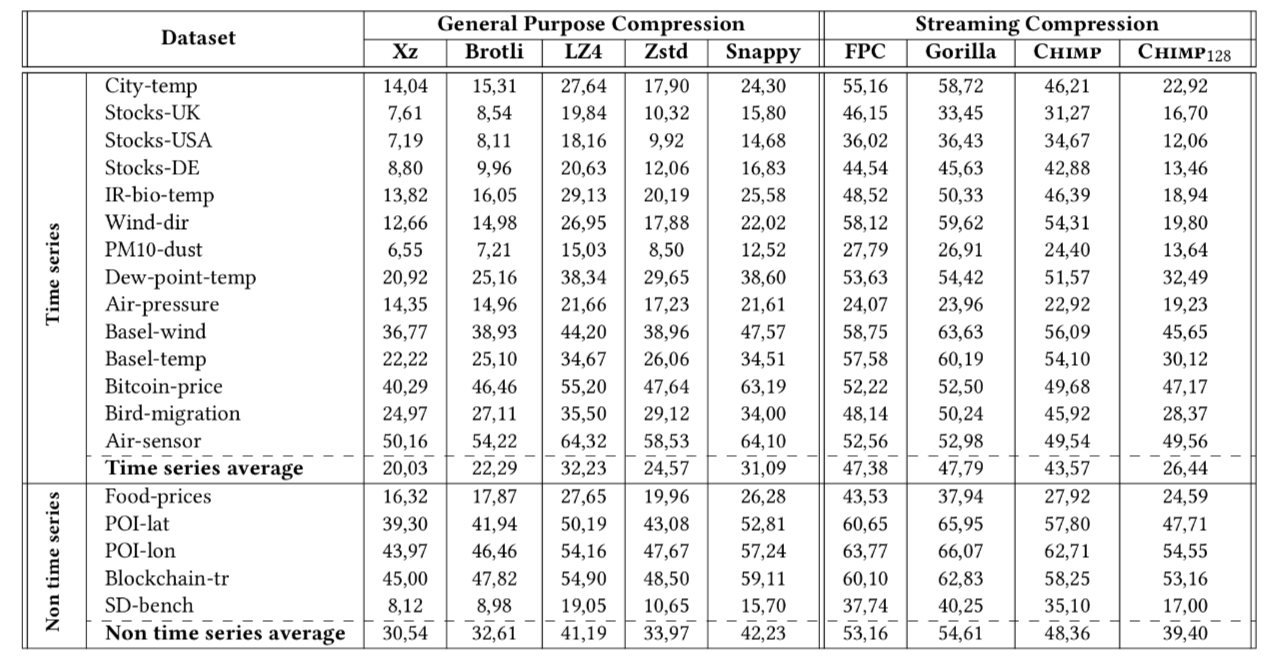 Dataset General Purpose Compression Streaming Compression
Xz Brotli LZ4 Zstd Snappy FPC Gorilla CHIMP CHIMP128
Time series
City-temp 14,04 15,31 27,64 17,90 24,30 55,16 58,72 46,21 22,92
Stocks-UK 7,61 8,54 19,84 10,32 15,80 46,15 33,45 31,27 16,70
Stocks-USA 7,19 8,11 18,16 9,92 14,68 36,02 36,43 34,67 12,06
Stocks-DE 8,80 9,96 20,63 12,06 16,83 44,54 45,63 42,88 13,46
IR-bio-temp 13,82 16,05 29,13 20,19 25,58 48,52 50,33 46,39 18,94
Wind-dir 12,66 14,98 26,95 17,88 22,02 58,12 59,62 54,31 19,80
PM10-dust 6,55 7,21 15,03 8,50 12,52 27,79 26,91 24,40 13,64
Dew-point-temp 20,92 25,16 38,34 29,65 38,60 53,63 54,42 51,57 32,49
Air-pressure 14,35 14,96 21,66 17,23 21,61 24,07 23,96 22,92 19,23
Basel-wind 36,77 38,93 44,20 38,96 47,57 58,75 63,63 56,09 45,65
Basel-temp 22,22 25,10 34,67 26,06 34,51 57,58 60,19 54,10 30,12
Bitcoin-price 40,29 46,46 55,20 47,64 63,19 52,22 52,50 49,68 47,17
Bird-migration 24,97 27,11 35,50 29,12 34,00 48,14 50,24 45,92 28,37
Air-sensor 50,16 54,22 64,32 58,53 64,10 52,56 52,98 49,54 49,56
Time series average 20,03 22,29 32,23 24,57 31,09 47,38 47,79 43,57 26,44
Non time series
Food-prices 16,32 17,87 27,65 19,96 26,28 43,53 37,94 27,92 24,59
POI-lat 39,30 41,94 50,19 43,08 52,81 60,65 65,95 57,80 47,71
POI-lon 43,97 46,46 54,16 47,67 57,24 63,77 66,07 62,71 54,55
Blockchain-tr 45,00 47,82 54,90 48,50 59,11 60,10 62,83 58,25 53,16
SD-bench 8,12 8,98 19,05 10,65 15,70 37,74 40,25 35,10 17,00
Non time series average 30,54 32,61 41,19 33,97 42,23 53,16 54,61 48,36 39,40